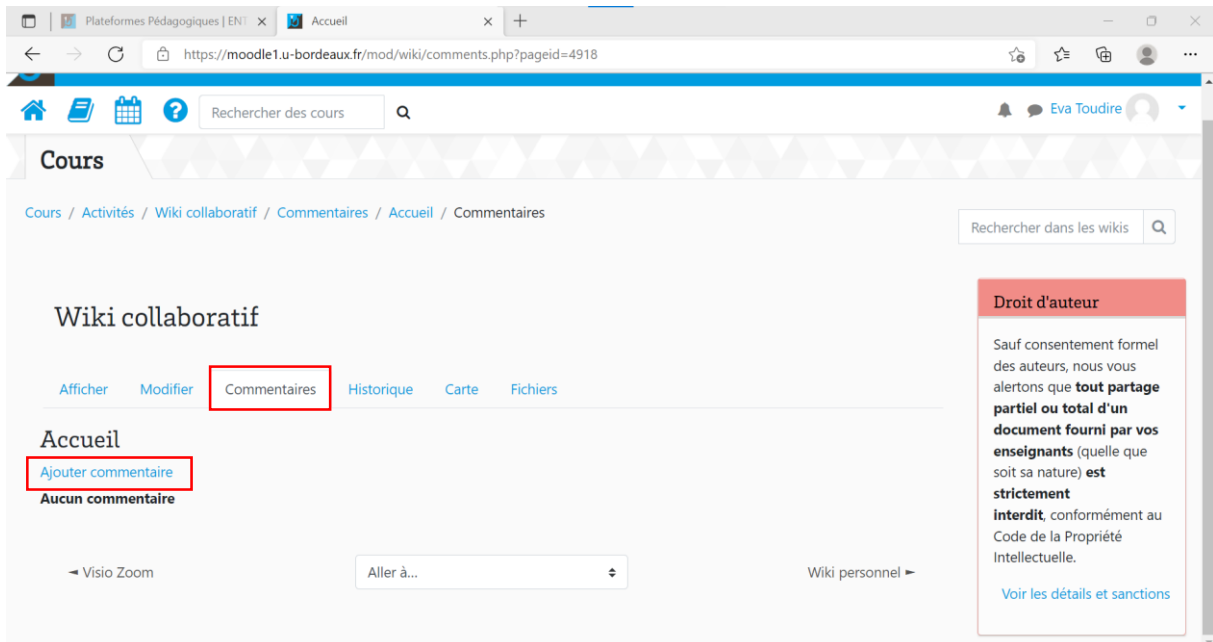 Plateformes Pédagogiques | ENT
Accueil
https://moodle1.u-bordeaux.fr/mod/wiki/comments.php?pageid=4918
Rechercher des cours
Eva Toudire
Cours
Cours / Activités / Wiki collaboratif / Commentaires / Accueil / Commentaires
Rechercher dans les wikis
Wiki collaboratif
Afficher Modifier Commentaires Historique Carte Fichiers
Accueil
Ajouter commentaire
Aucun commentaire
◄ Visio Zoom
Aller à...
Wiki personnel ►
Droit d'auteur
Sauf consentement formel
des auteurs, nous vous
alertons que tout partage
partiel ou total d'un
document fourni par vos
enseignants (quelle que
soit sa nature) est
strictement
interdit, conformément au
Code de la Propriété
Intellectuelle.
Voir les détails et sanctions